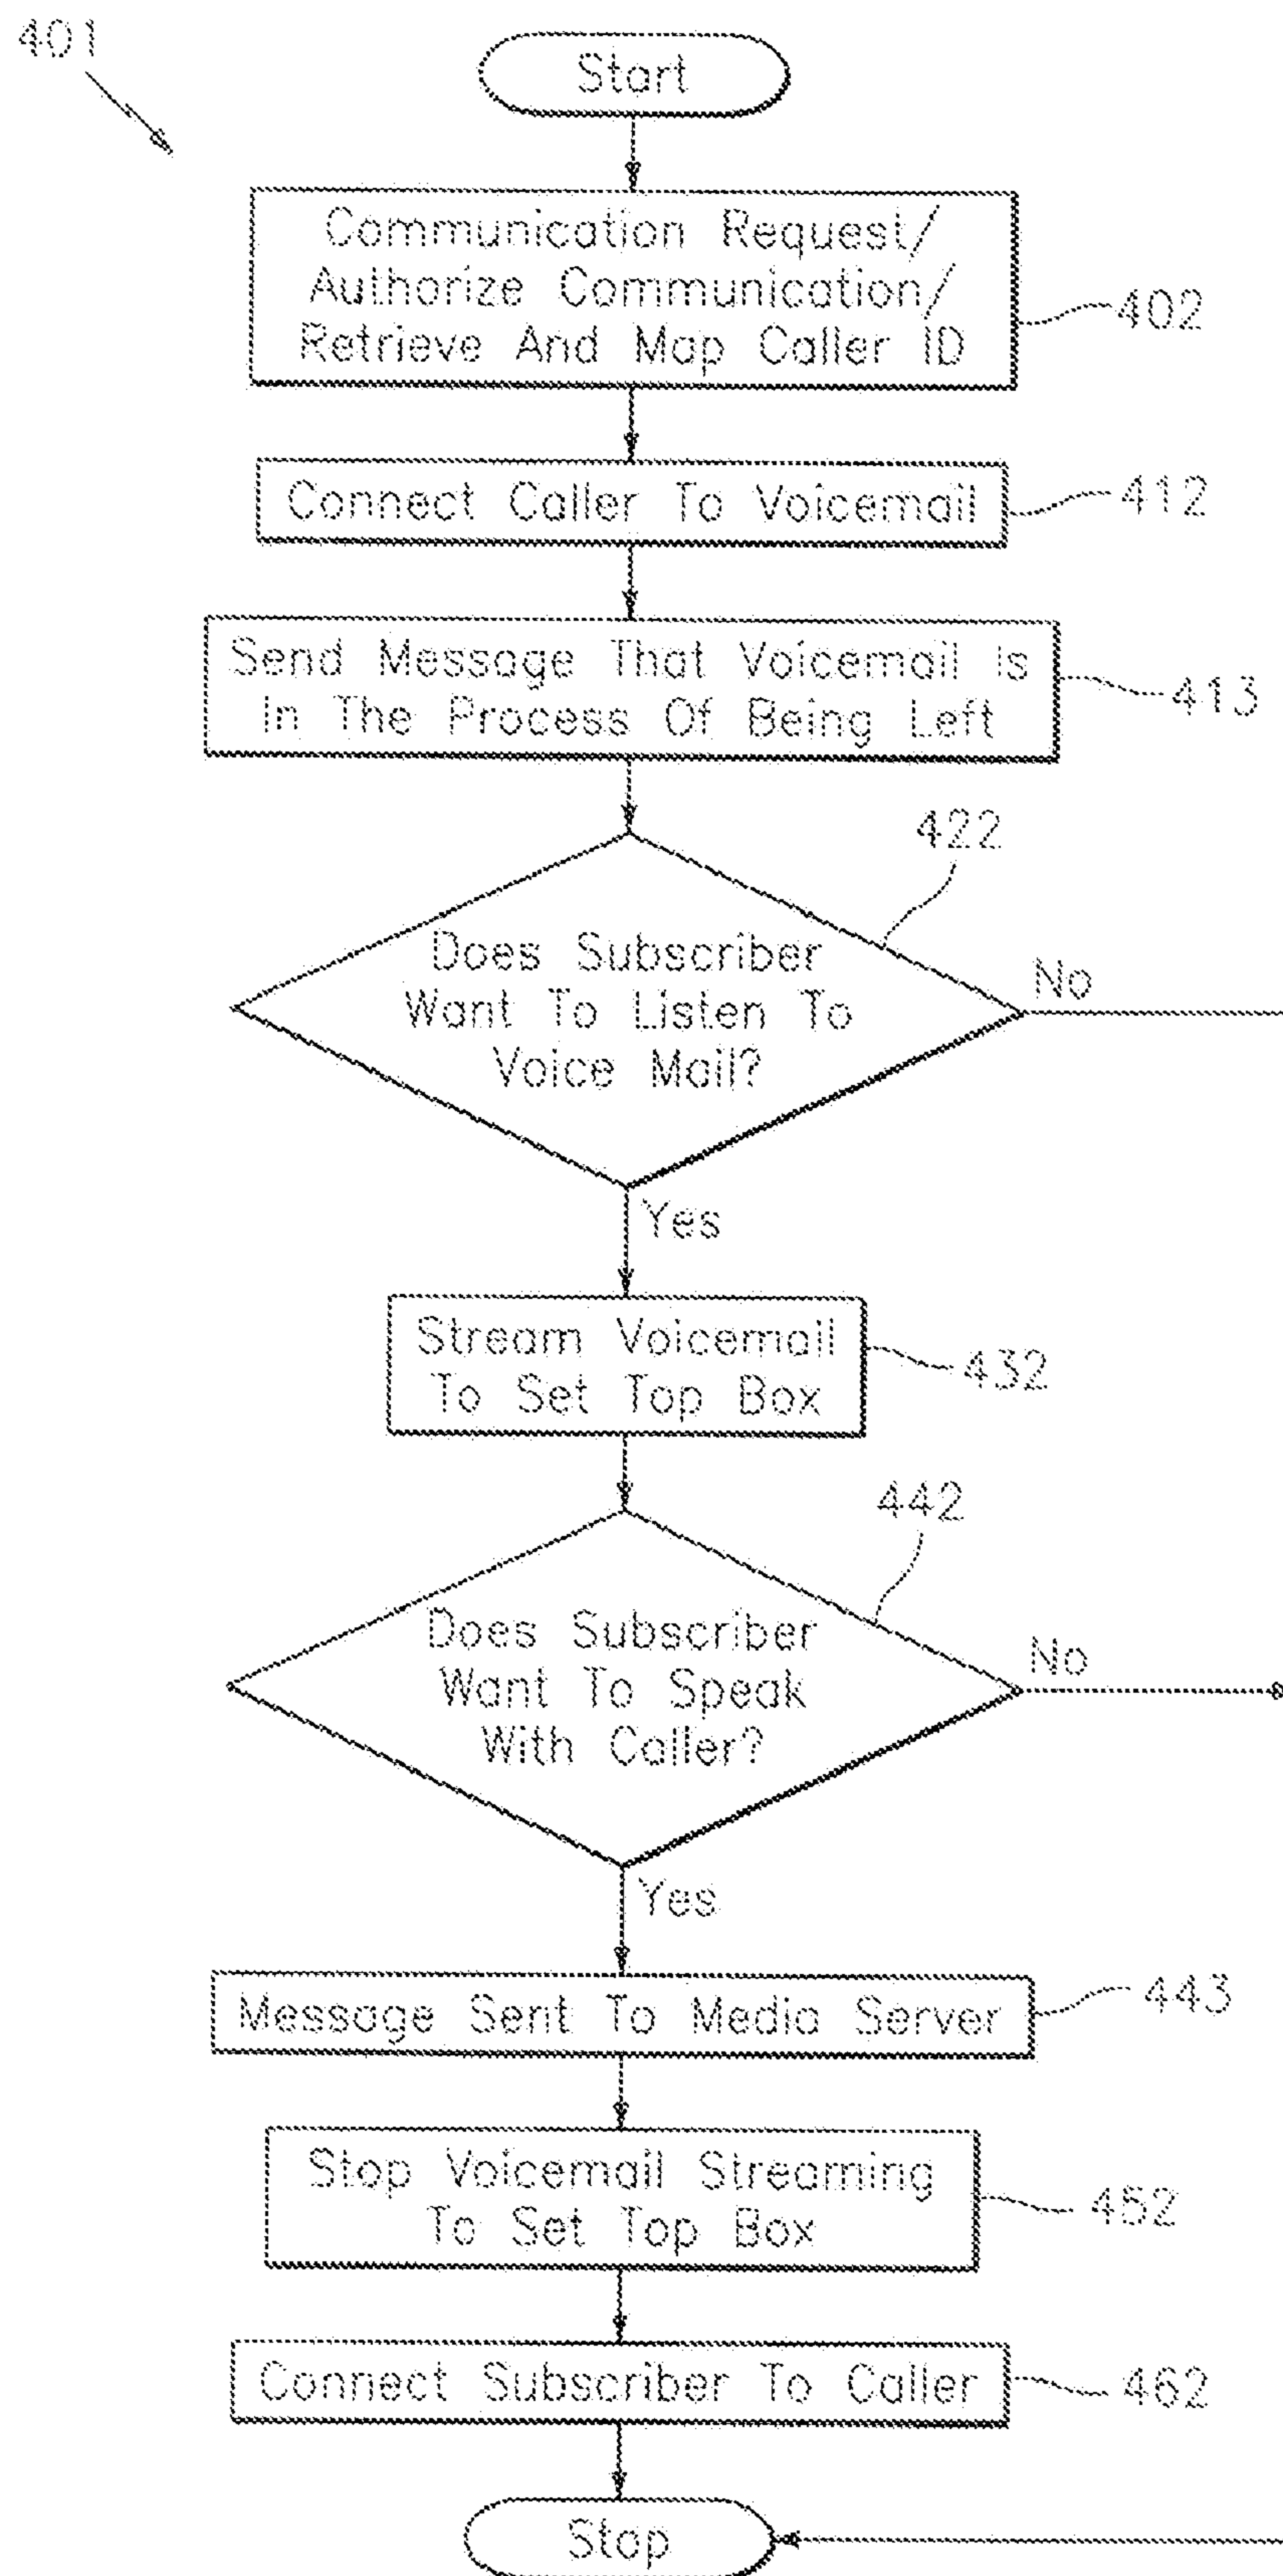 401
Start
Communication Request/
Authorize Communication/
Retrieve And Map Caller ID
402
Connect Caller To Voicemail
412
Send Message That Voicemail Is
In The Process Of Being Left
413
422
Does Subscriber
Want To Listen To
Voice Mail?
No
Yes
Stream Voicemail
To Set Top Box
432
442
Does Subscriber
Want To Speak
With Caller?
No
Yes
Message Sent To Media Server
443
Stop Voicemail Streaming
To Set Top Box
452
Connect Subscriber To Caller
462
Stop